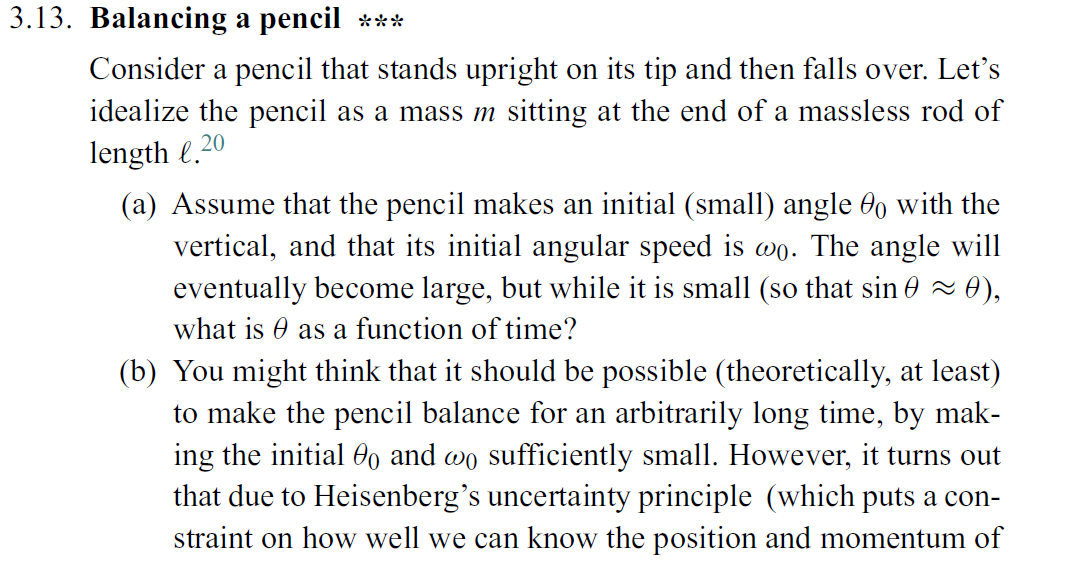 3.13. Balancing a pencil ***
Consider a pencil that stands upright on its tip and then falls over. Let's
idealize the pencil as a mass m sitting at the end of a massless rod of
length ℓ.²⁰
(a) Assume that the pencil makes an initial (small) angle θ₀ with the
vertical, and that its initial angular speed is ω₀. The angle will
eventually become large, but while it is small (so that sin θ ≈ θ),
what is θ as a function of time?
(b) You might think that it should be possible (theoretically, at least)
to make the pencil balance for an arbitrarily long time, by mak-
ing the initial θ₀ and ω₀ sufficiently small. However, it turns out
that due to Heisenberg's uncertainty principle (which puts a con-
straint on how well we can know the position and momentum of